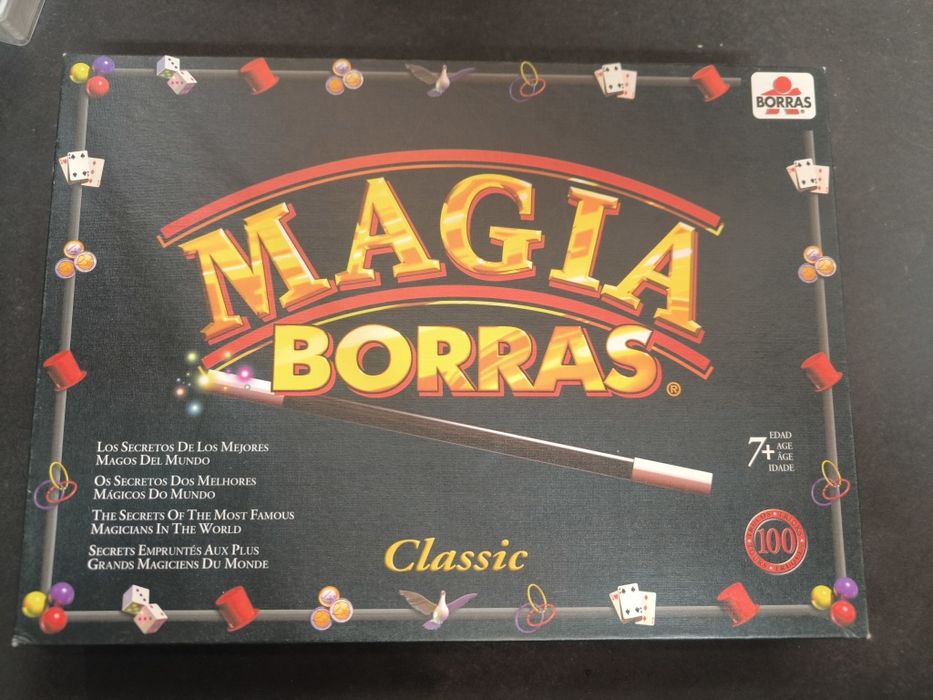 BORRAS
MAGIA
BORRAS®
LOS SECRETOS DE LOS MEJORES
MAGOS DEL MUNDO
OS SECRETOS DOS MELHORES
MÁGICOS DO MUNDO
THE SECRETS OF THE MOST FAMOUS
MAGICIANS IN THE WORLD
SECRETS EMPRUNTÉS AUX PLUS
GRANDS MAGICIENS DU MONDE
7+
EDAD
AGE
ÂGE
IDADE
100
Classic